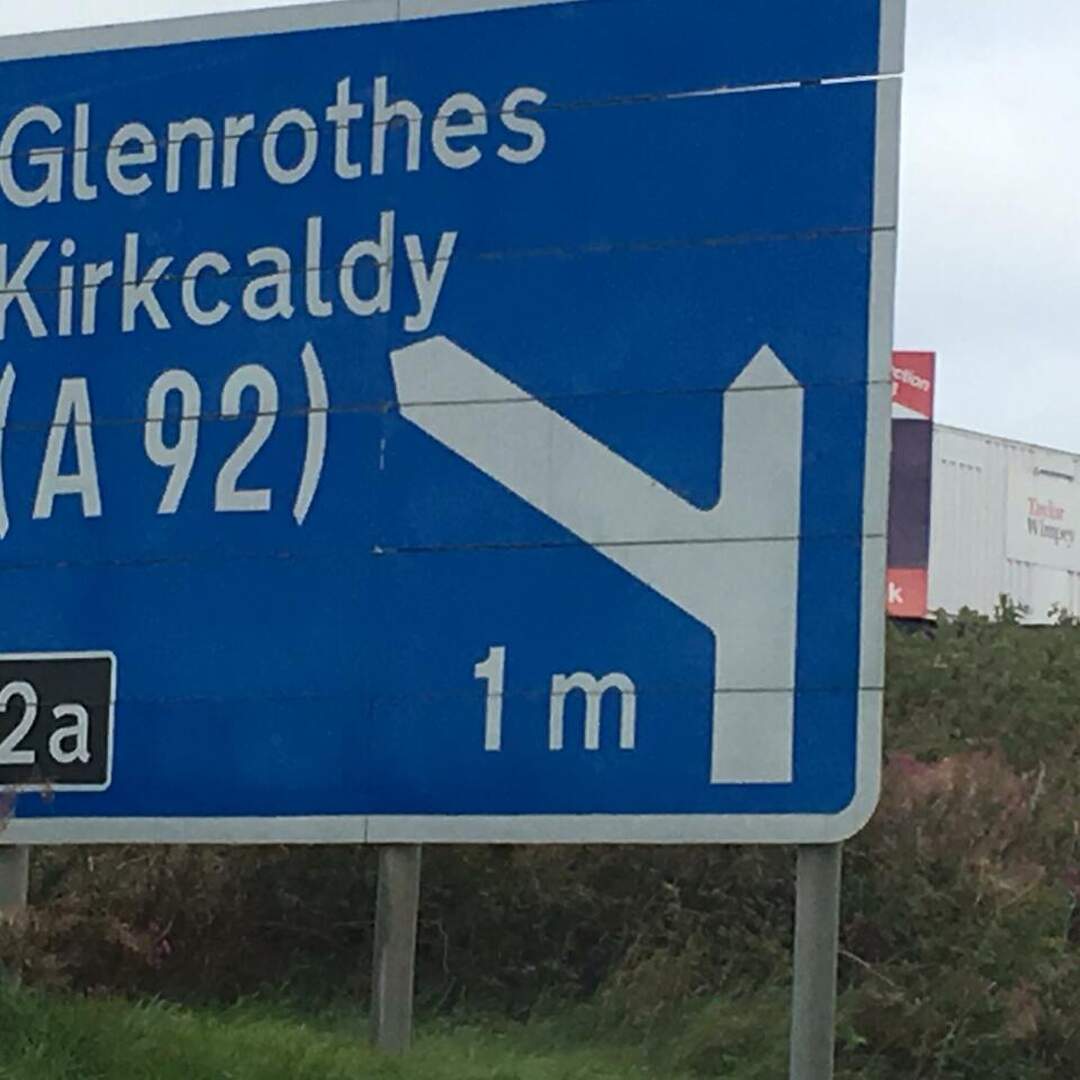 Glenrothes
Kirkcaldy
(A 92)
2a
1 m
Taylor
Wimpey